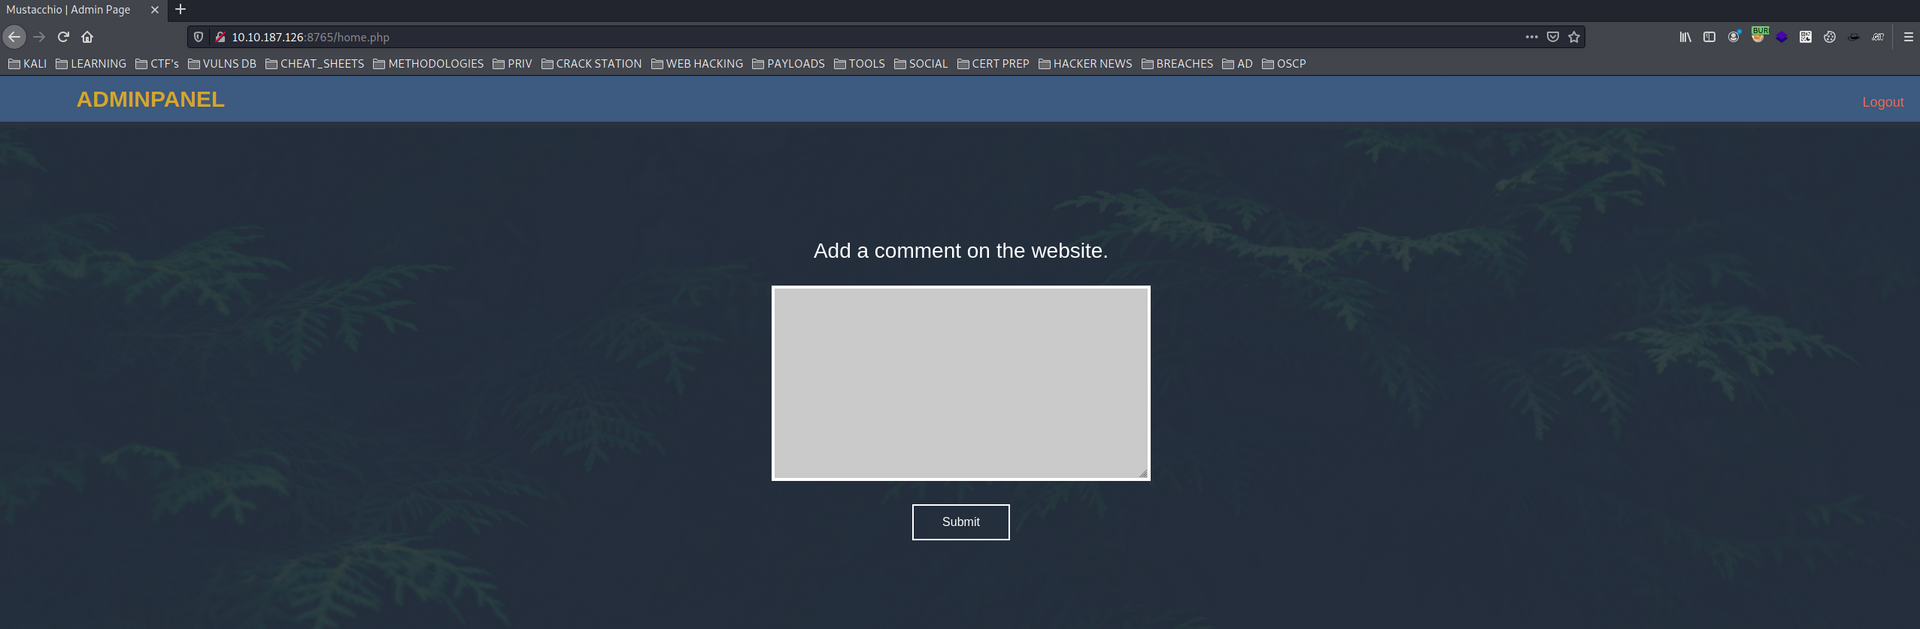 Mustacchio | Admin Page
10.10.187.126:8765/home.php
BUR
KALI LEARNING CTF's VULNS DB CHEAT_SHEETS METHODOLOGIES PRIV CRACK STATION WEB HACKING PAYLOADS TOOLS SOCIAL CERT PREP HACKER NEWS BREACHES AD OSCP
ADMINPANEL Logout
Add a comment on the website.
Submit